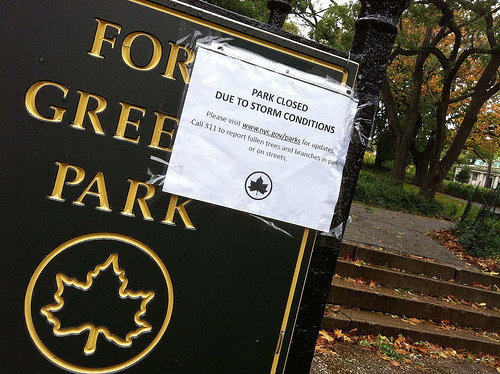 FOR
GREE
PARK
PARK CLOSED
DUE TO STORM CONDITIONS
Please visit www.nyc.gov/parks for updates.
Call 311 to report fallen trees and branches in par
or on streets.